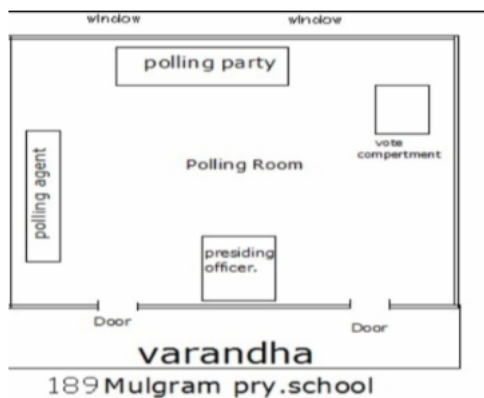 window window
polling party
vote
compertment
Polling Room
polling agent
presiding
officer.
Door
Door
varandha
189 Mulgram pry.school